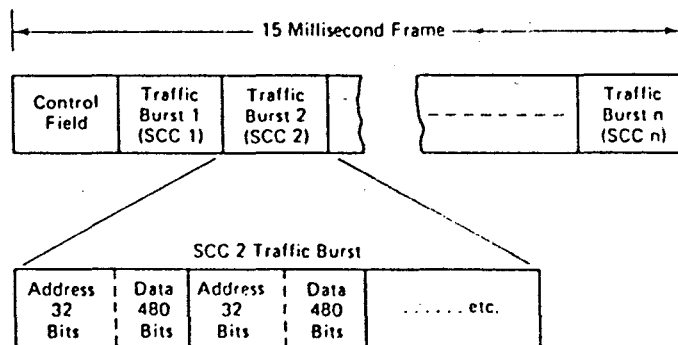 15 Millisecond Frame
Control Field
Traffic Burst 1 (SCC 1)
Traffic Burst 2 (SCC 2)
Traffic Burst n (SCC n)
SCC 2 Traffic Burst
Address 32 Bits
Data 480 Bits
Address 32 Bits
Data 480 Bits
...... etc.